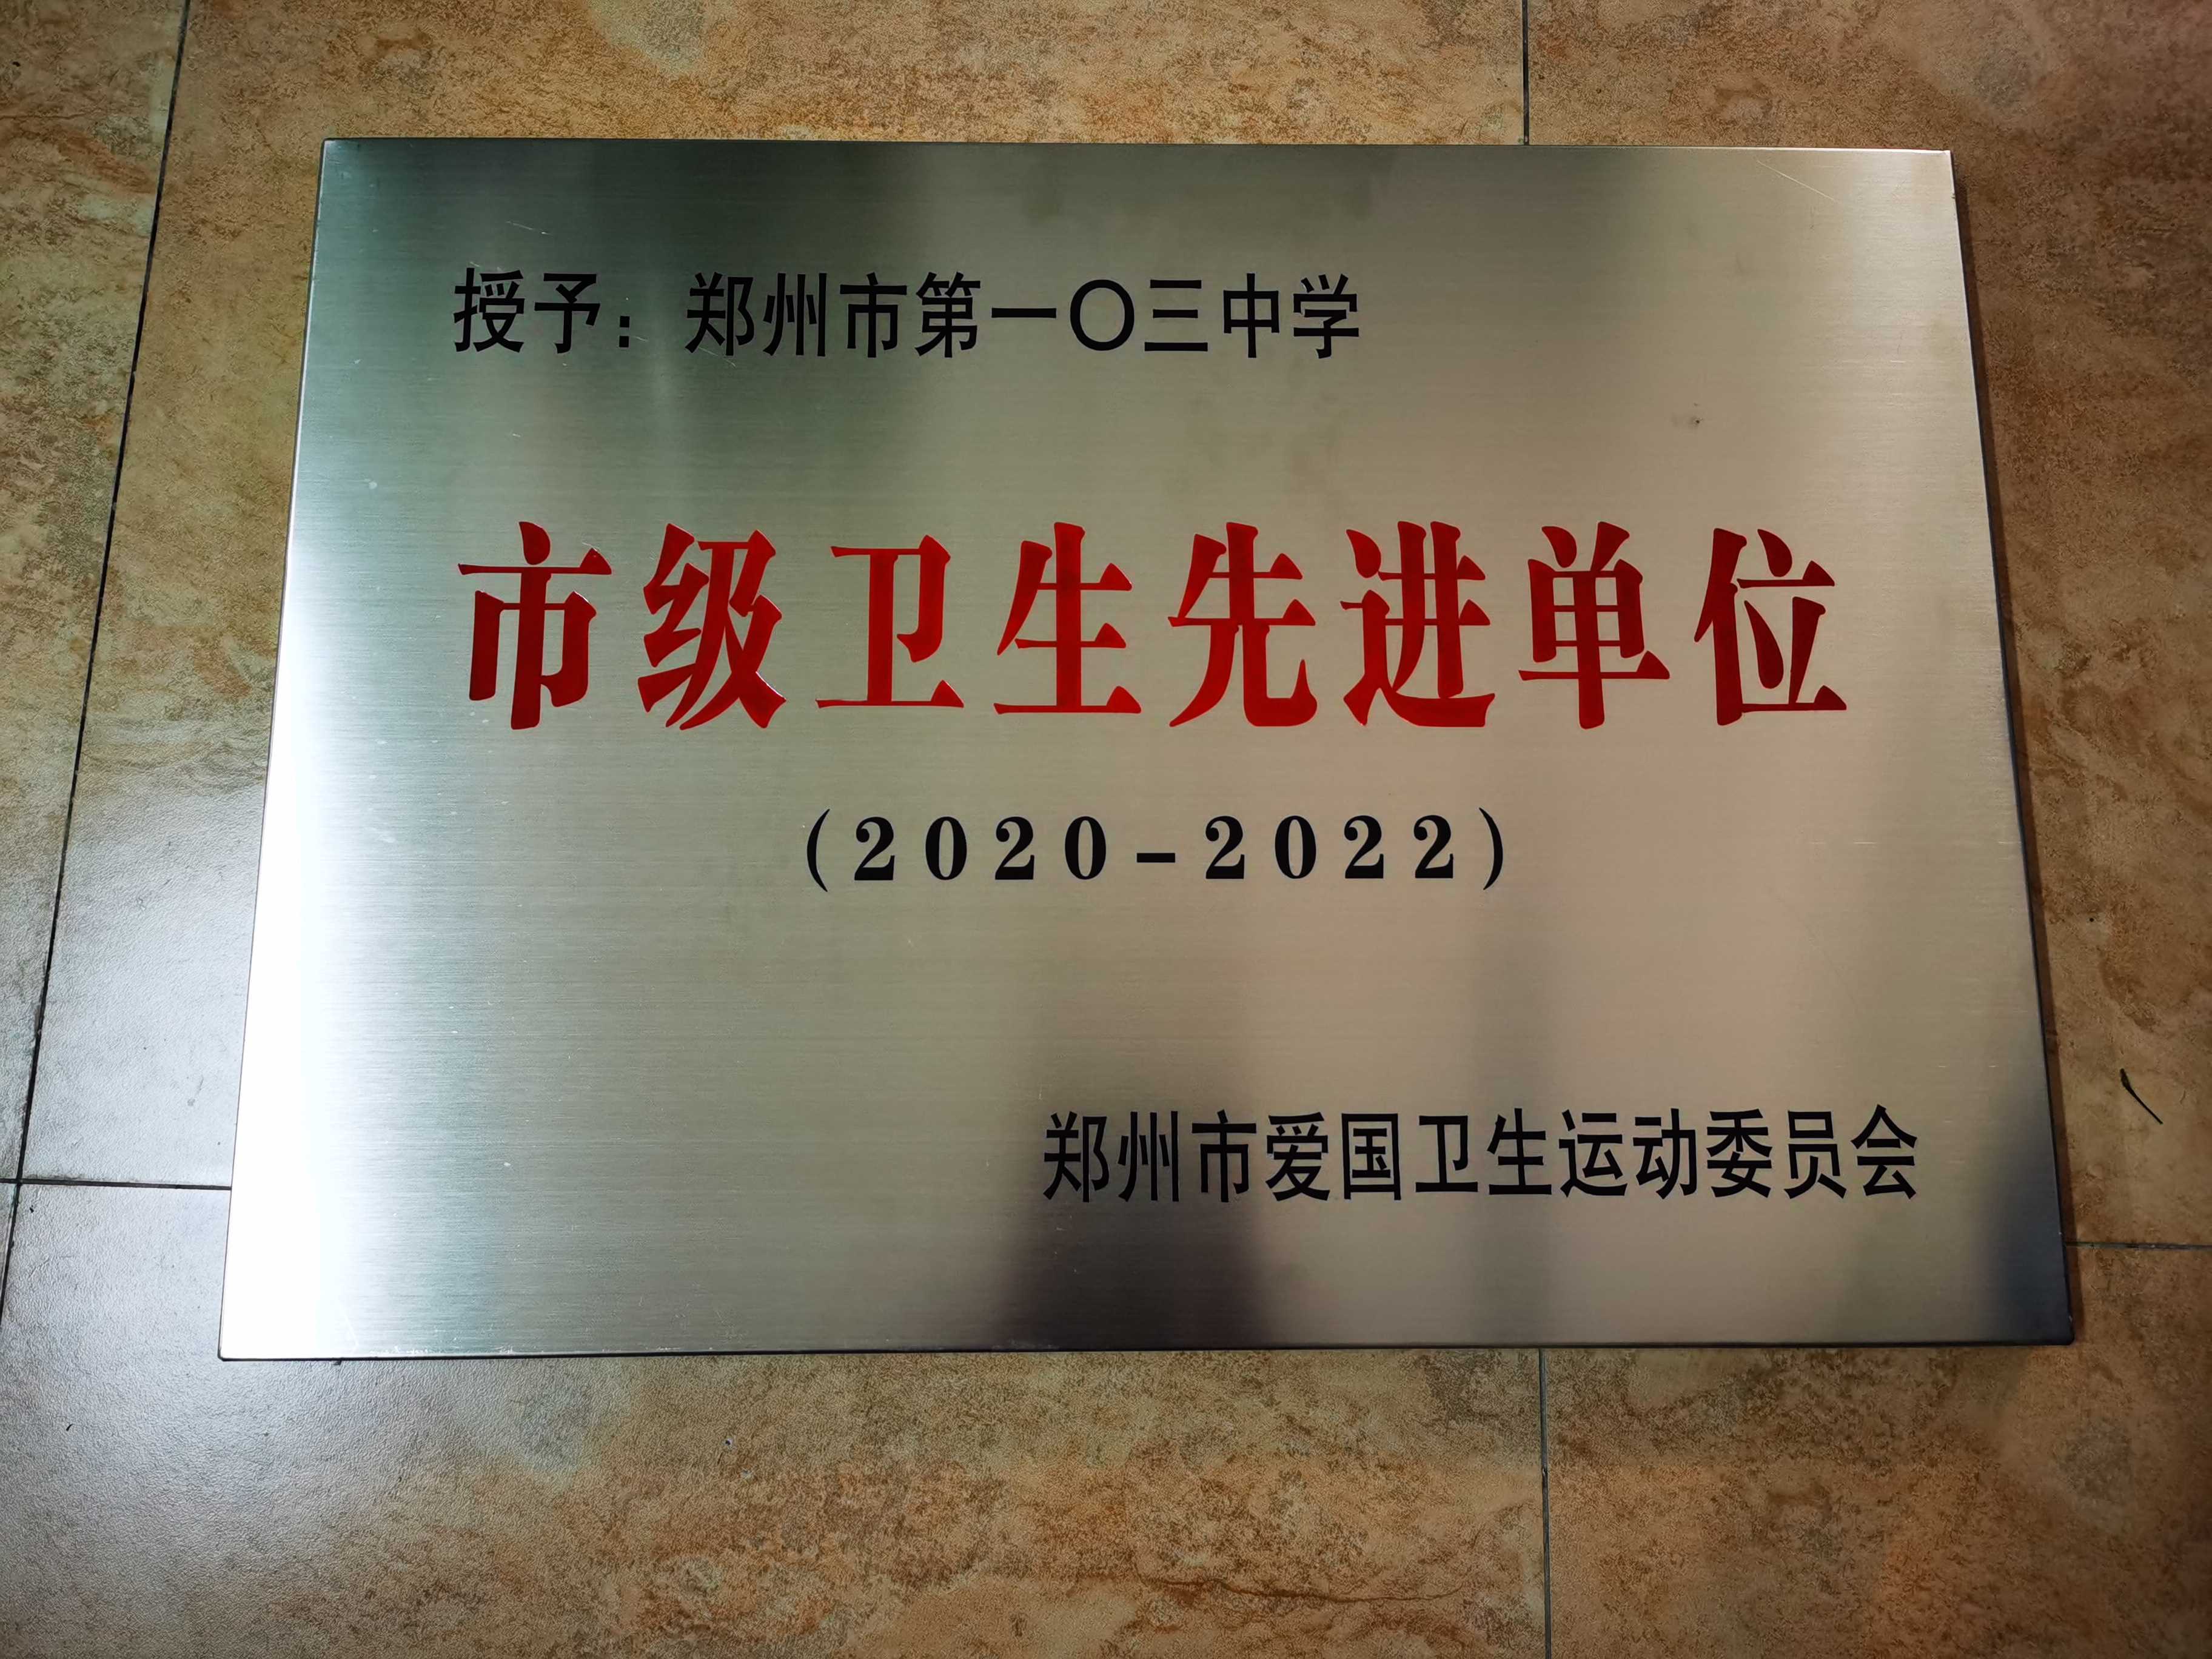 授予：郑州市第一〇三中学
市级卫生先进单位
（2020-2022）
郑州市爱国卫生运动委员会